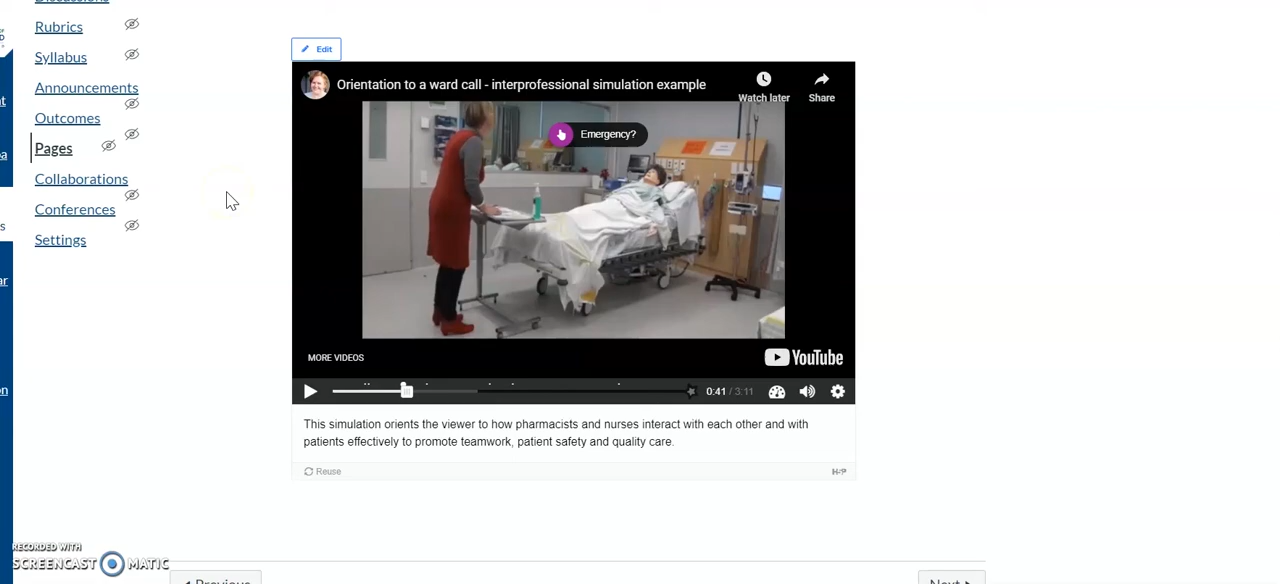 Discussions
Rubrics
Syllabus
Announcements
Outcomes
Pages
Collaborations
Conferences
Settings
Edit
Orientation to a ward call - interprofessional simulation example
Watch later
Share
Emergency?
MORE VIDEOS
YouTube
0:41 / 3:11
This simulation orients the viewer to how pharmacists and nurses interact with each other and with
patients effectively to promote teamwork, patient safety and quality care.
Reuse
H-P
RECORDED WITH
SCREENCAST MATIC
Previous
Next